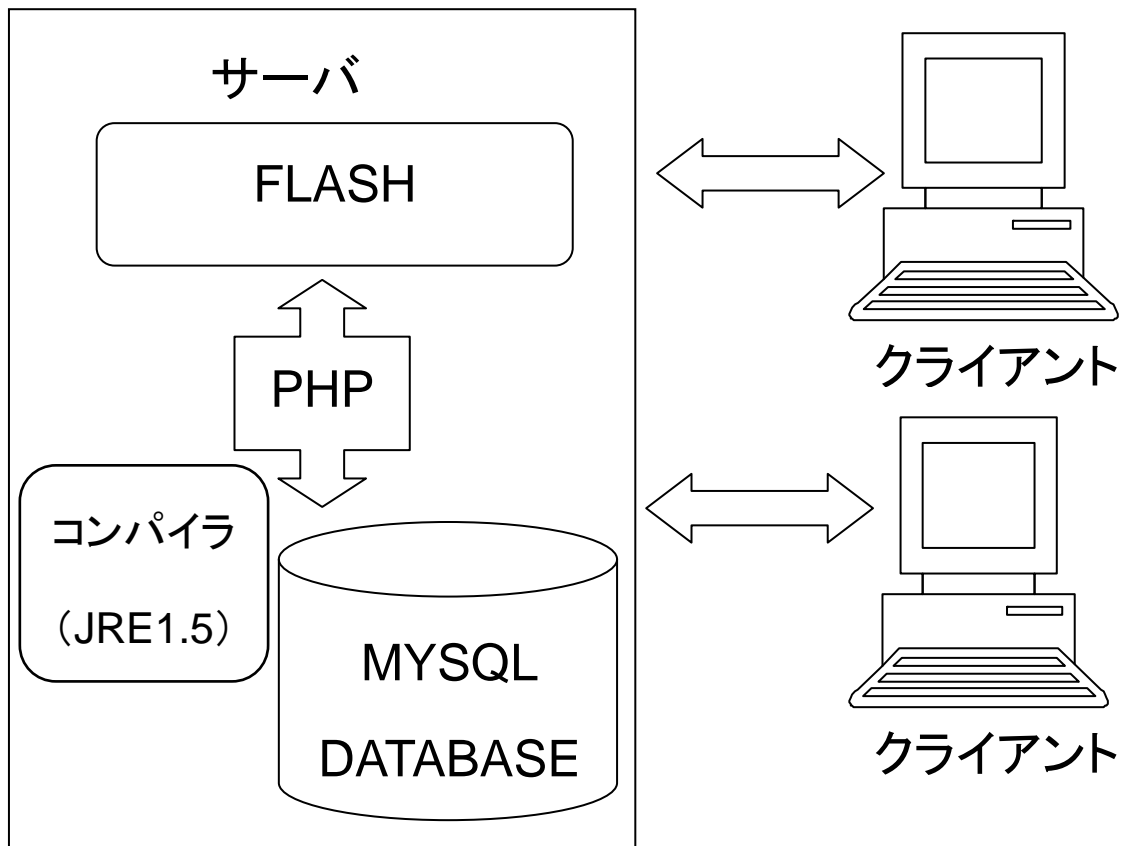 サーバ
FLASH
PHP
コンパイラ
（JRE1.5）
MYSQL
DATABASE
クライアント
クライアント